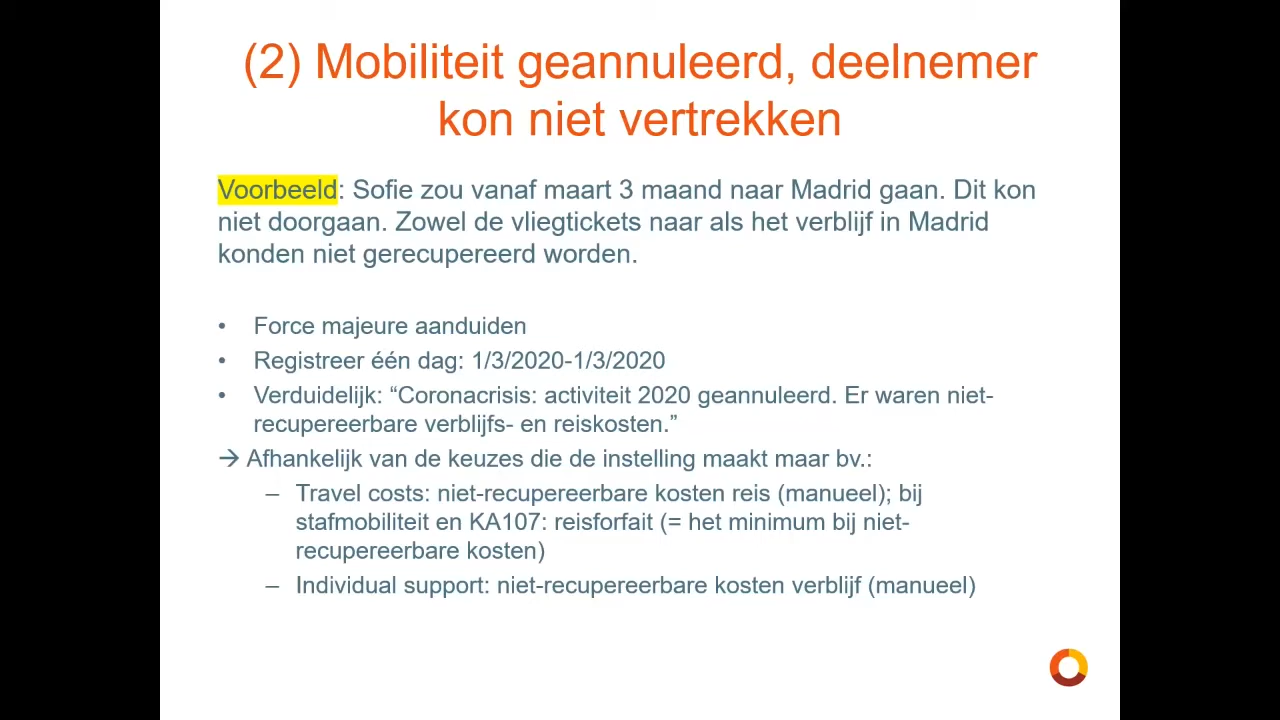 (2) Mobiliteit geannuleerd, deelnemer
kon niet vertrekken
Voorbeeld: Sofie zou vanaf maart 3 maand naar Madrid gaan. Dit kon
niet doorgaan. Zowel de vliegtickets naar als het verblijf in Madrid
konden niet gerecupereerd worden.
• Force majeure aanduiden
• Registreer één dag: 1/3/2020-1/3/2020
• Verduidelijk: “Coronacrisis: activiteit 2020 geannuleerd. Er waren niet-
recupereerbare verblijfs- en reiskosten.”
→ Afhankelijk van de keuzes die de instelling maakt maar bv.:
– Travel costs: niet-recupereerbare kosten reis (manueel); bij
stafmobiliteit en KA107: reisforfait (= het minimum bij niet-
recupereerbare kosten)
– Individual support: niet-recupereerbare kosten verblijf (manueel)